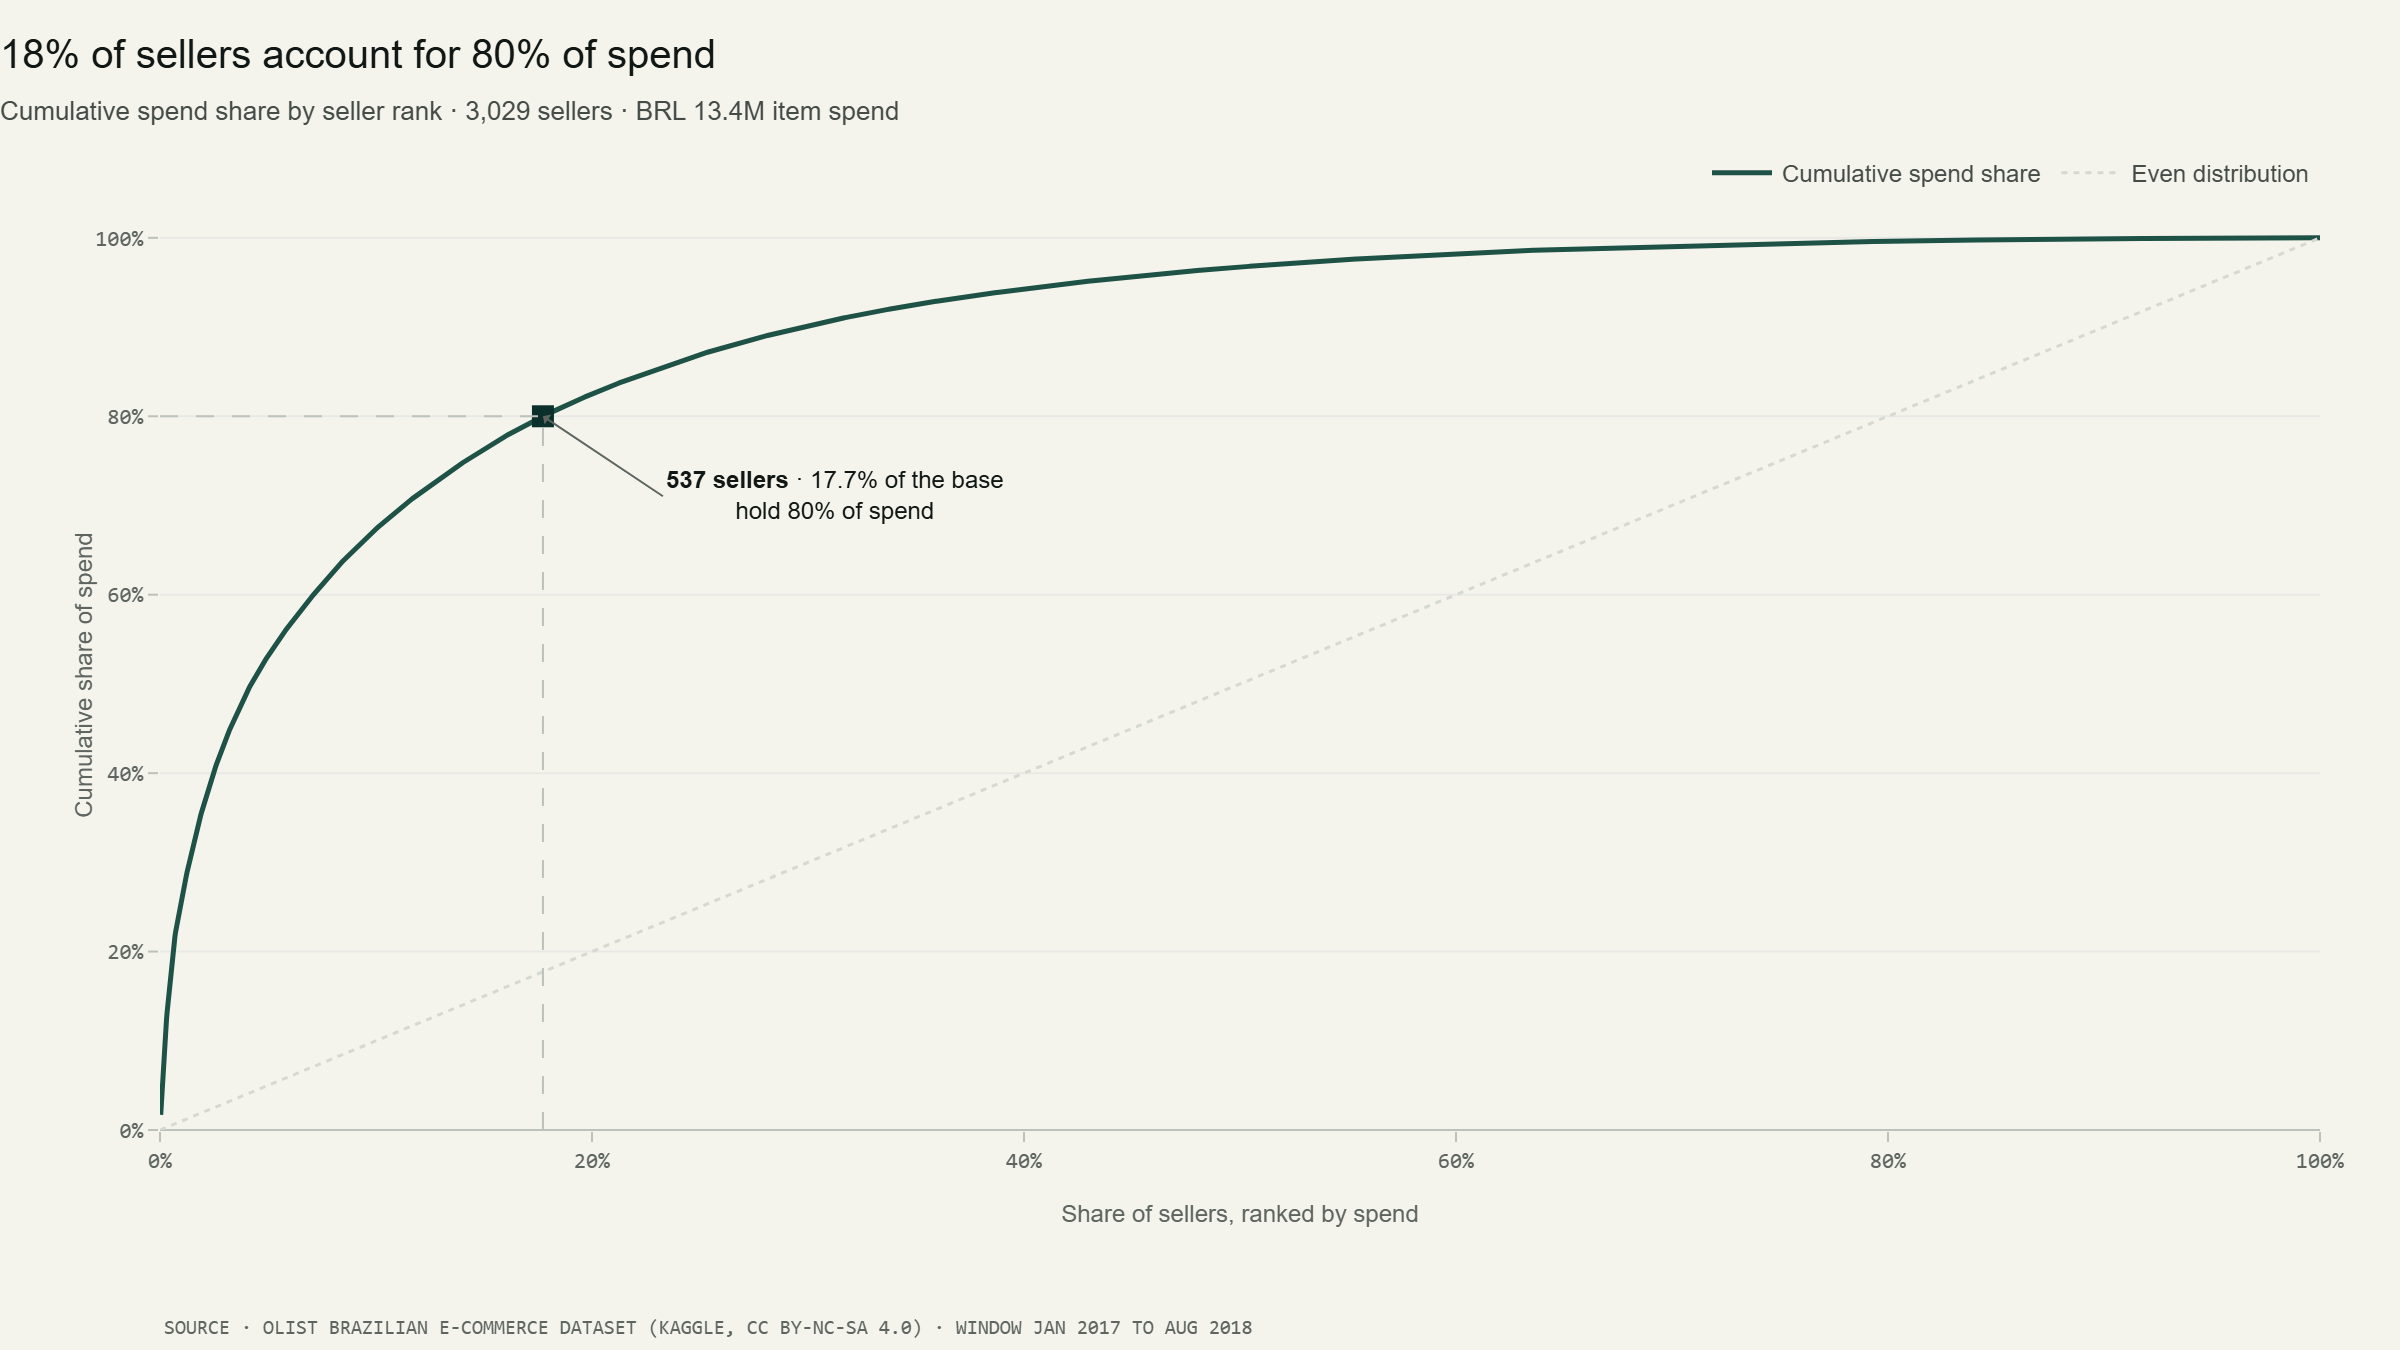 18% of sellers account for 80% of spend
Cumulative spend share by seller rank · 3,029 sellers · BRL 13.4M item spend
Cumulative spend share
Even distribution
100%
80%
60%
40%
20%
0%
Cumulative share of spend
537 sellers · 17.7% of the base
hold 80% of spend
0%
20%
40%
60%
80%
100%
Share of sellers, ranked by spend
SOURCE · OLIST BRAZILIAN E-COMMERCE DATASET (KAGGLE, CC BY-NC-SA 4.0) · WINDOW JAN 2017 TO AUG 2018